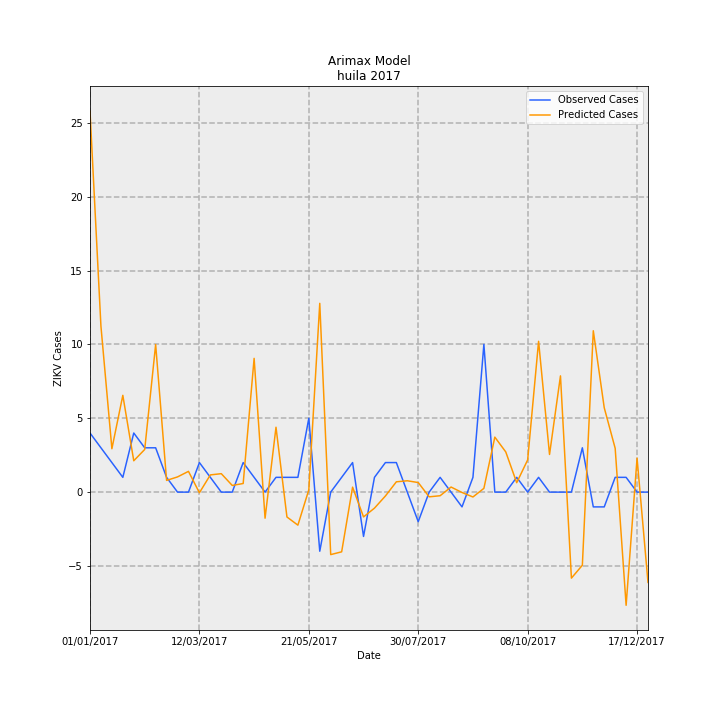 Arimax Model
huila 2017
Observed Cases
Predicted Cases
25
20
15
10
5
0
−5
ZIKV Cases
01/01/2017
12/03/2017
21/05/2017
30/07/2017
08/10/2017
17/12/2017
Date